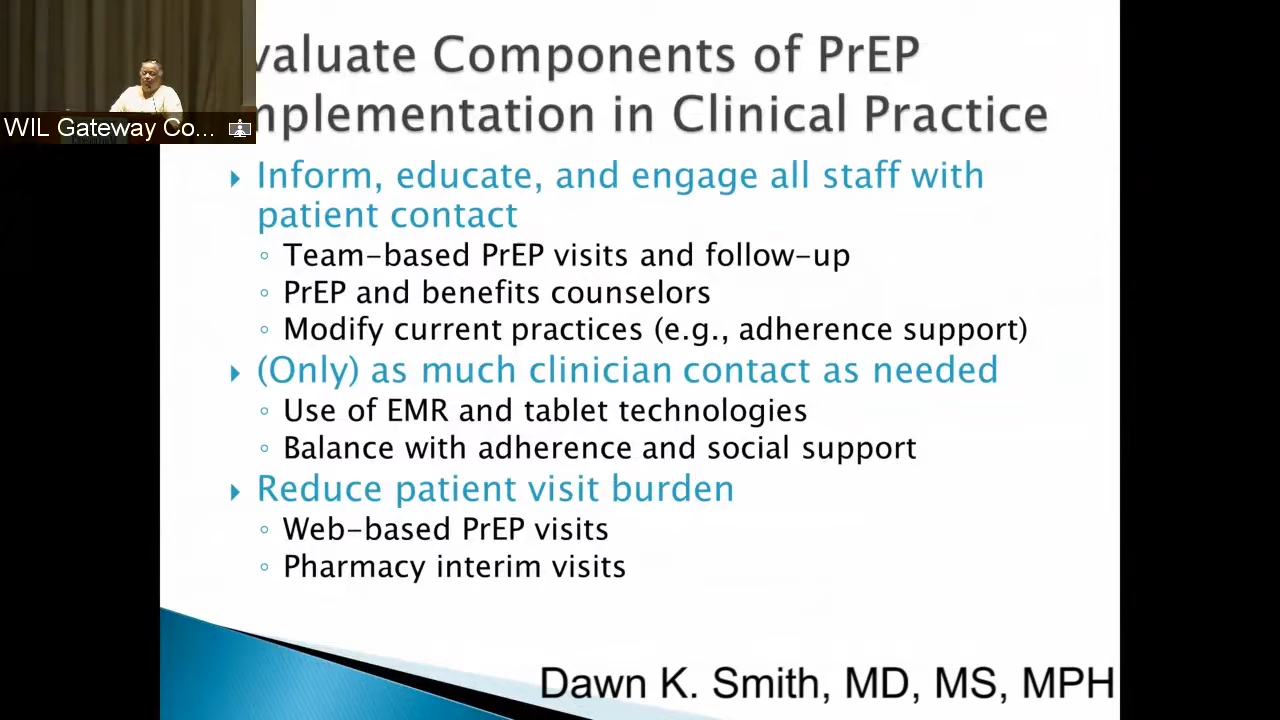 valuate Components of PrEP
mplementation in Clinical Practice
WIL Gateway Co...
Inform, educate, and engage all staff with
patient contact
Team-based PrEP visits and follow-up
PrEP and benefits counselors
Modify current practices (e.g., adherence support)
(Only) as much clinician contact as needed
Use of EMR and tablet technologies
Balance with adherence and social support
Reduce patient visit burden
Web-based PrEP visits
Pharmacy interim visits
Dawn K. Smith, MD, MS, MPH